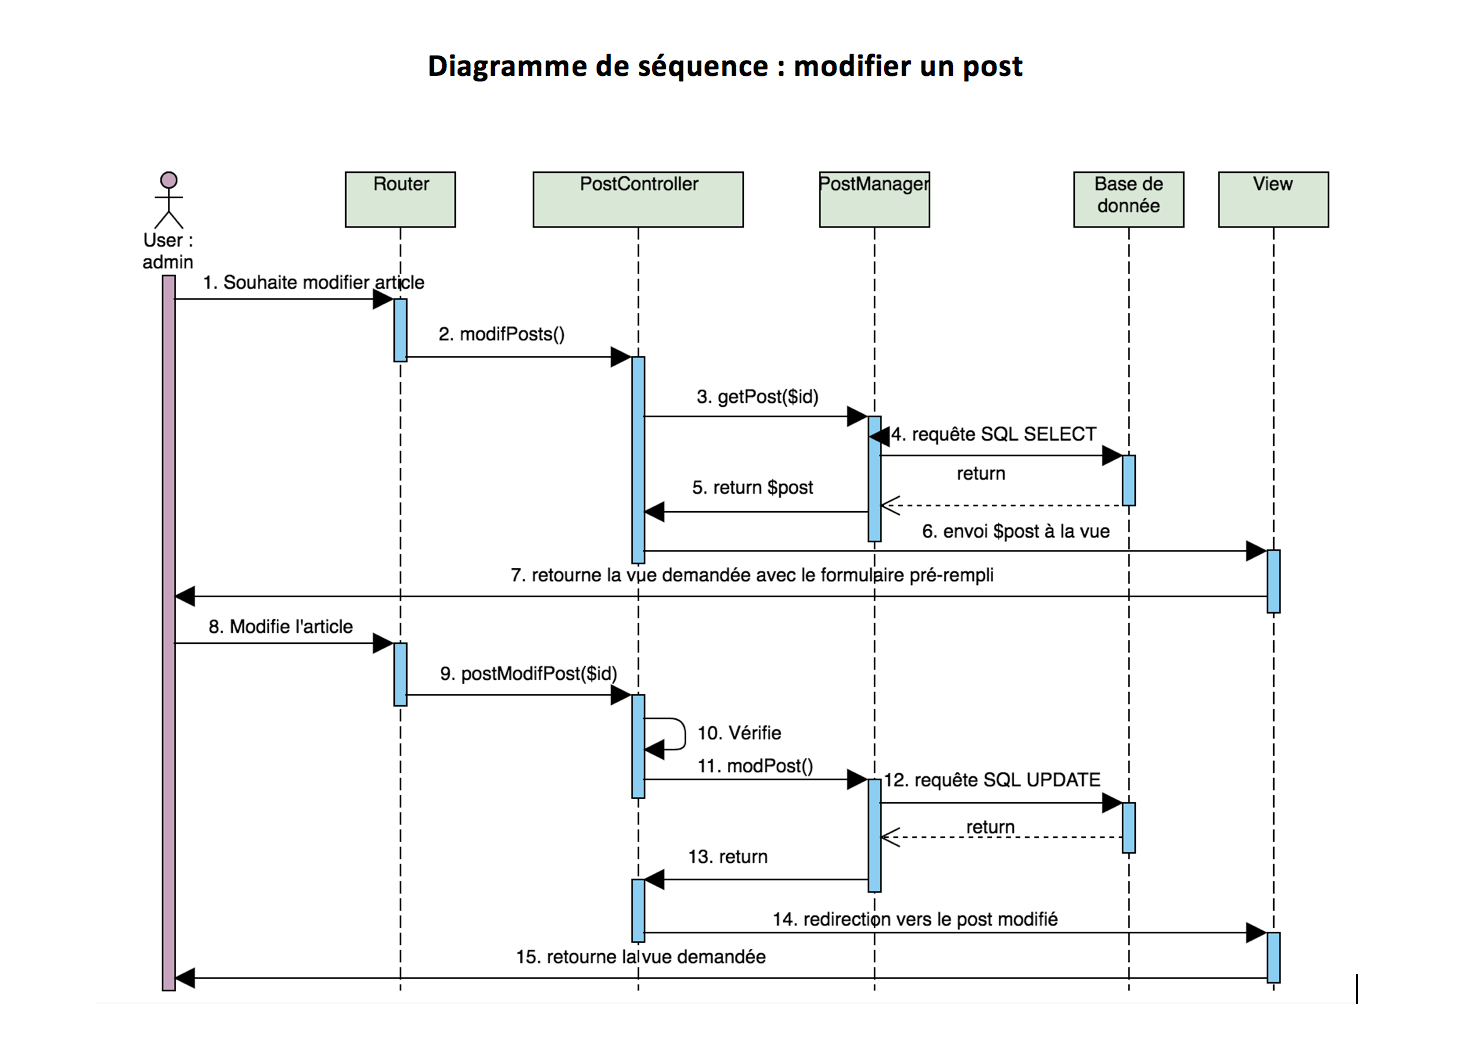 Diagramme de séquence : modifier un post
Router
PostController
PostManager
Base de
donnée
View
User :
admin
1. Souhaite modifier article
2. modifPosts()
3. getPost($id)
4. requête SQL SELECT
return
5. return $post
6. envoi $post à la vue
7. retourne la vue demandée avec le formulaire pré-rempli
8. Modifie l'article
9. postModifPost($id)
10. Vérifie
11. modPost()
12. requête SQL UPDATE
return
13. return
14. redirection vers le post modifié
15. retourne la vue demandée